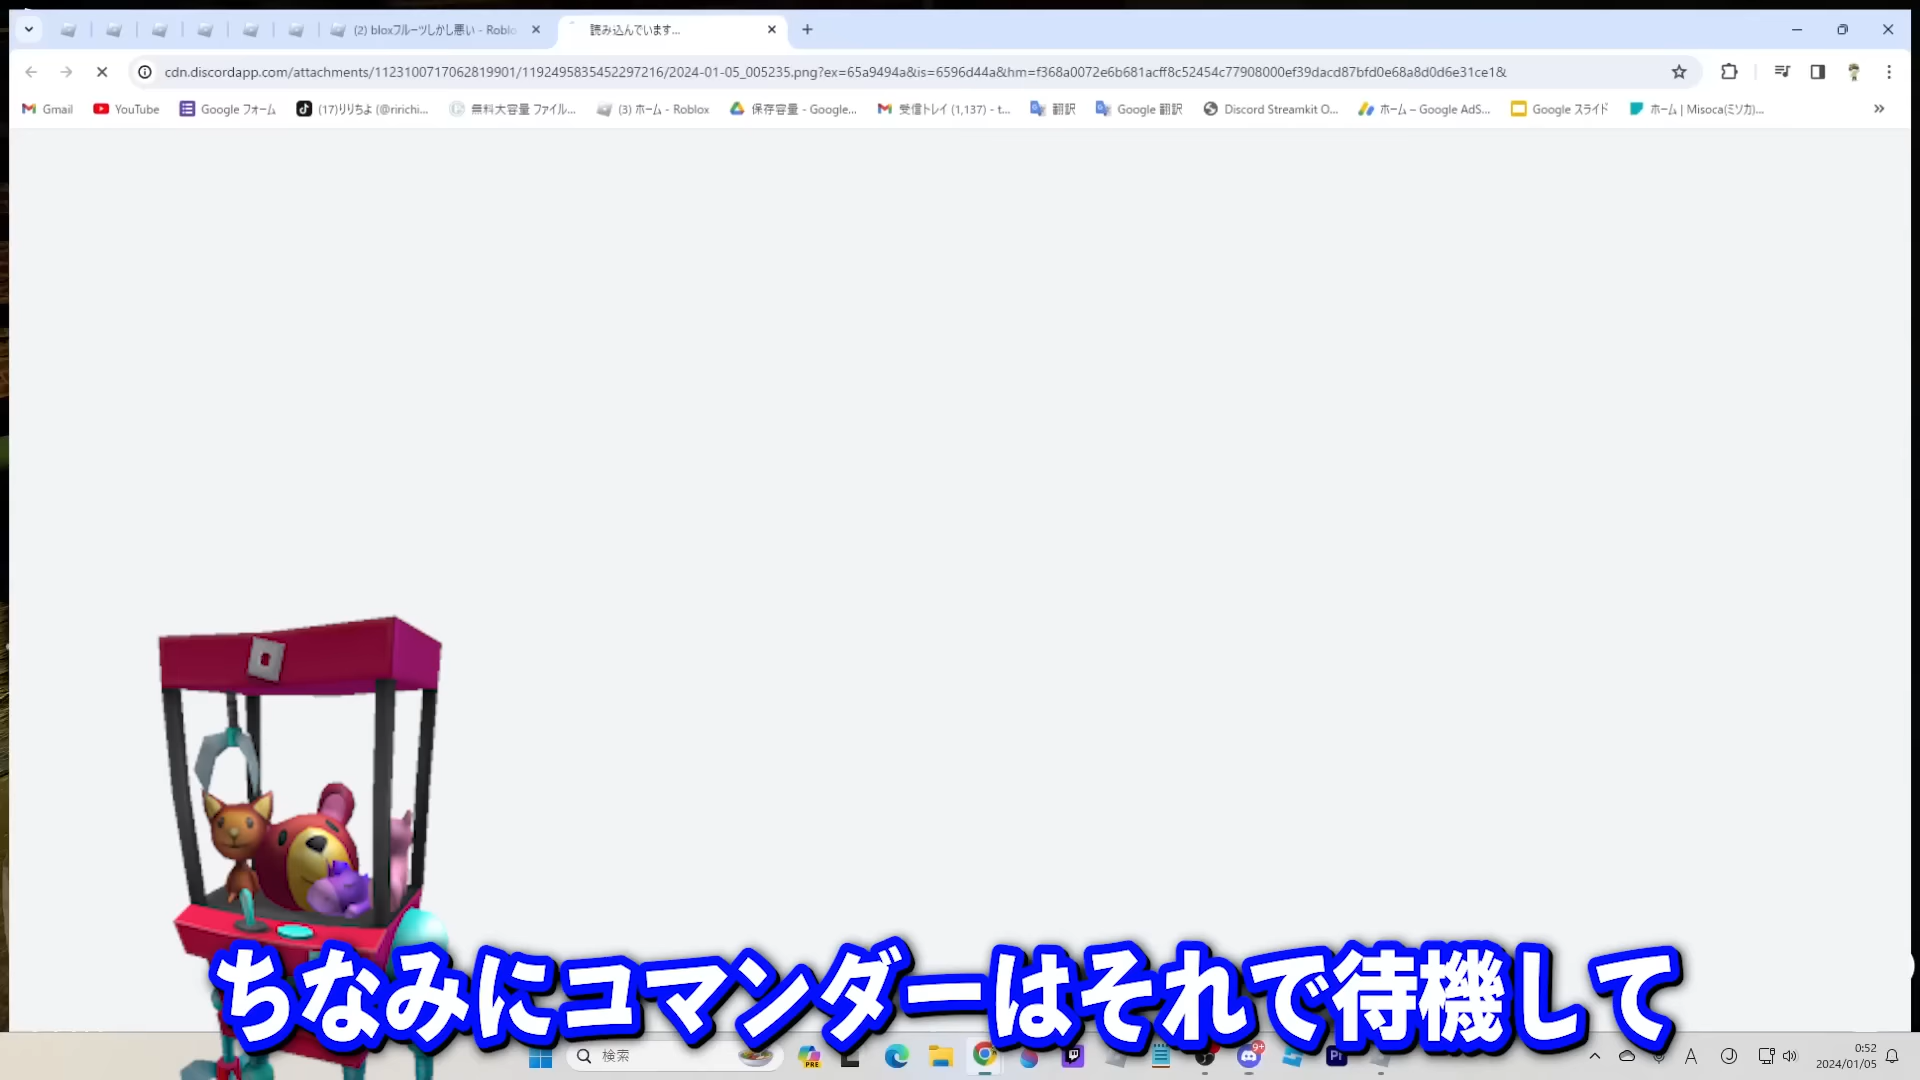 (2) bloxフルーツしかし悪い - Roblo
読み込んでいます...
cdn.discordapp.com/attachments/1123100717062819901/1192495835452297216/2024-01-05_005235.png?ex=65a9494a&is=6596d44a&hm=f368a0072e6b681acff8c52454c77908000ef39dacd87bfd0e68a8d0d6e31ce1&
Gmail YouTube Google フォーム (17)りりちよ (@ririchi... 無料大容量 ファイル... (3) ホーム - Roblox 保存容量 - Google... 受信トレイ (1,137) - t... 翻訳 Google 翻訳 Discord Streamkit O... ホーム – Google AdS... Google スライド ホーム | Misoca(ミソカ)...
ちなみにコマンダーはそれで待機して
検索
PRE
9+
Pr
A
0:52
2024/01/05